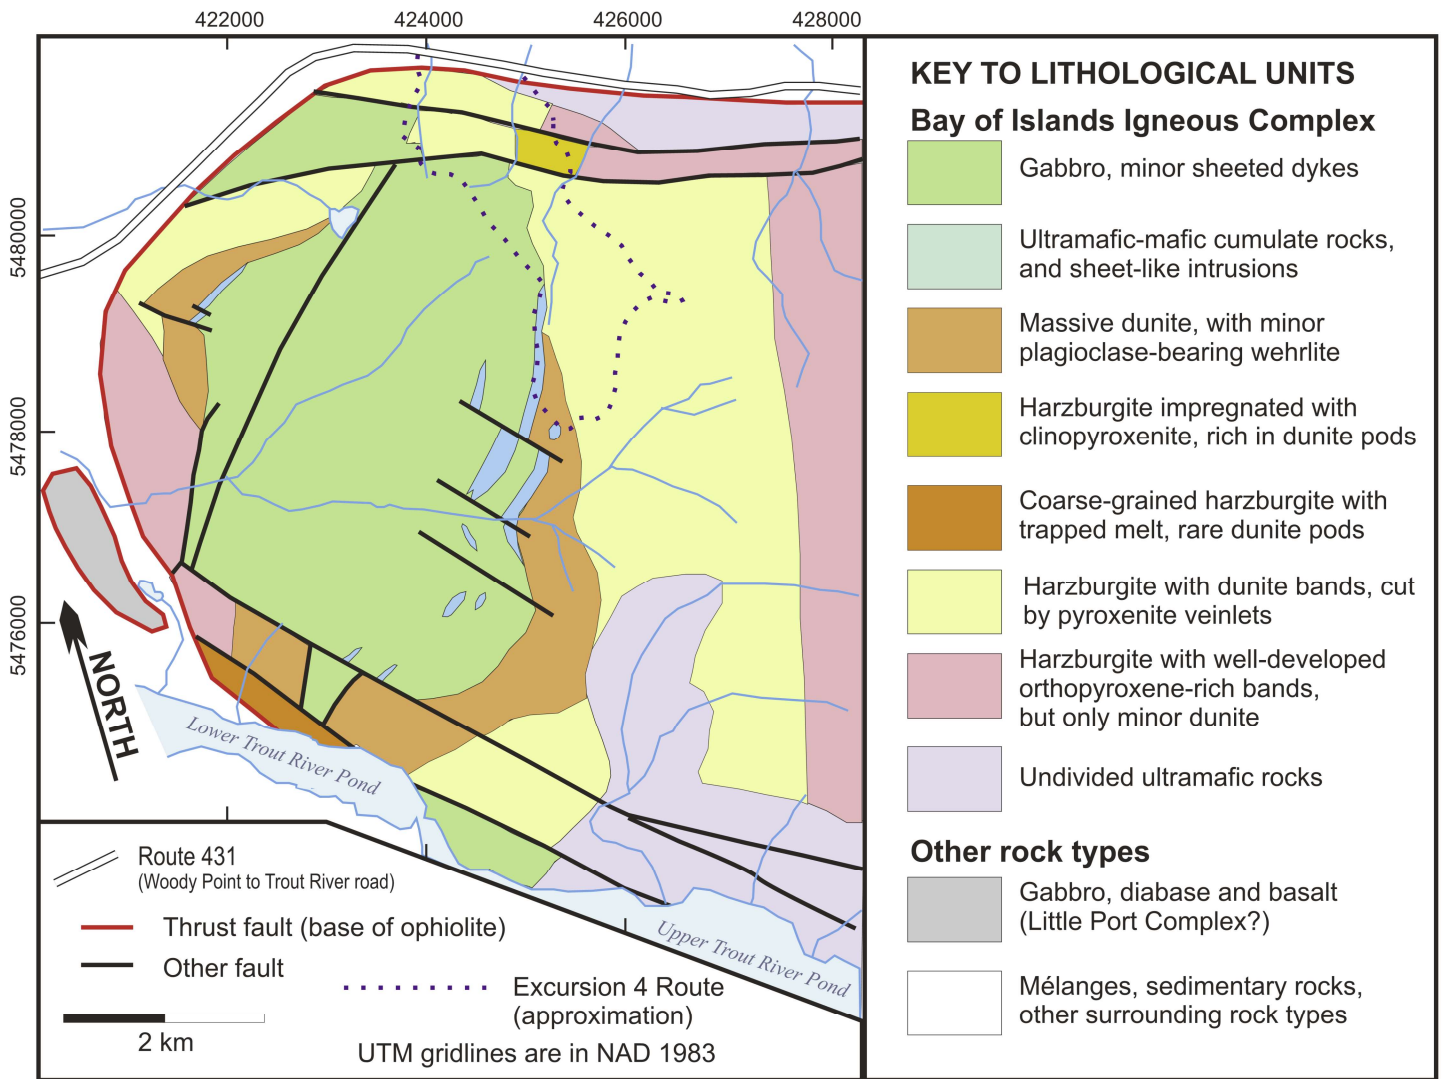 422000
424000
426000
428000
5480000
5478000
5476000
NORTH
Lower Trout River Pond
Upper Trout River Pond
Route 431
(Woody Point to Trout River road)
Thrust fault (base of ophiolite)
Other fault
2 km
Excursion 4 Route
(approximation)
UTM gridlines are in NAD 1983
KEY TO LITHOLOGICAL UNITS
Bay of Islands Igneous Complex
Gabbro, minor sheeted dykes
Ultramafic-mafic cumulate rocks,
and sheet-like intrusions
Massive dunite, with minor
plagioclase-bearing wehrlite
Harzburgite impregnated with
clinopyroxenite, rich in dunite pods
Coarse-grained harzburgite with
trapped melt, rare dunite pods
Harzburgite with dunite bands, cut
by pyroxenite veinlets
Harzburgite with well-developed
orthopyroxene-rich bands,
but only minor dunite
Undivided ultramafic rocks
Other rock types
Gabbro, diabase and basalt
(Little Port Complex?)
Mélanges, sedimentary rocks,
other surrounding rock types